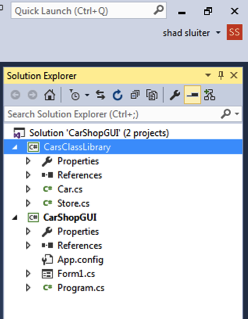 Quick Launch (Ctrl+Q)
shad sluiter
SS
Solution Explorer
Search Solution Explorer (Ctrl+;)
Solution 'CarShopGUI' (2 projects)
CarsClassLibrary
Properties
References
Car.cs
Store.cs
CarShopGUI
Properties
References
App.config
Form1.cs
Program.cs